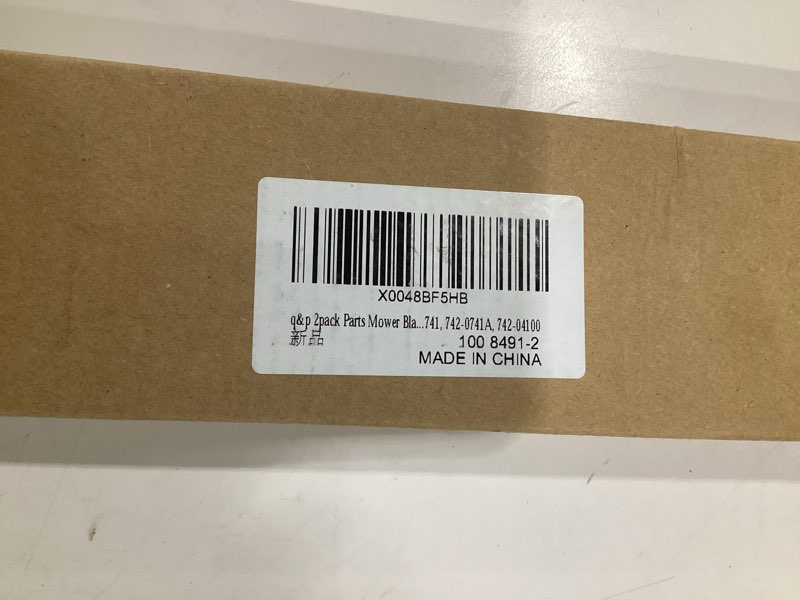 X0048BF5HB
q&p 2pack Parts Mower Bla...741, 742-0741A, 742-04100
新品
100 8491-2
MADE IN CHINA